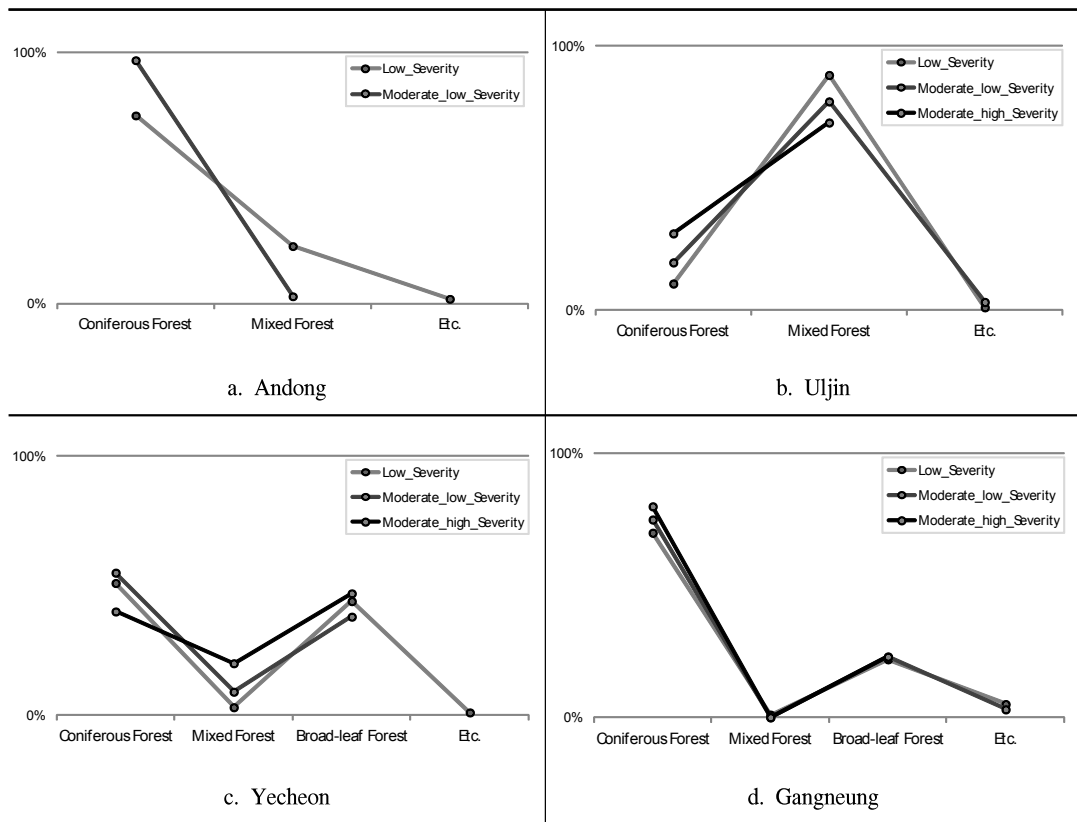 100%
Low_Severity
Moderate_low_Severity
0%
Coniferous Forest Mixed Forest Etc.
a. Andong
100%
Low_Severity
Moderate_low_Severity
Moderate_high_Severity
0%
Coniferous Forest Mixed Forest Etc.
b. Uljin
100%
Low_Severity
Moderate_low_Severity
Moderate_high_Severity
0%
Coniferous Forest Mixed Forest Broad-leaf Forest Etc.
c. Yecheon
100%
Low_Severity
Moderate_low_Severity
Moderate_high_Severity
0%
Coniferous Forest Mixed Forest Broad-leaf Forest Etc.
d. Gangneung